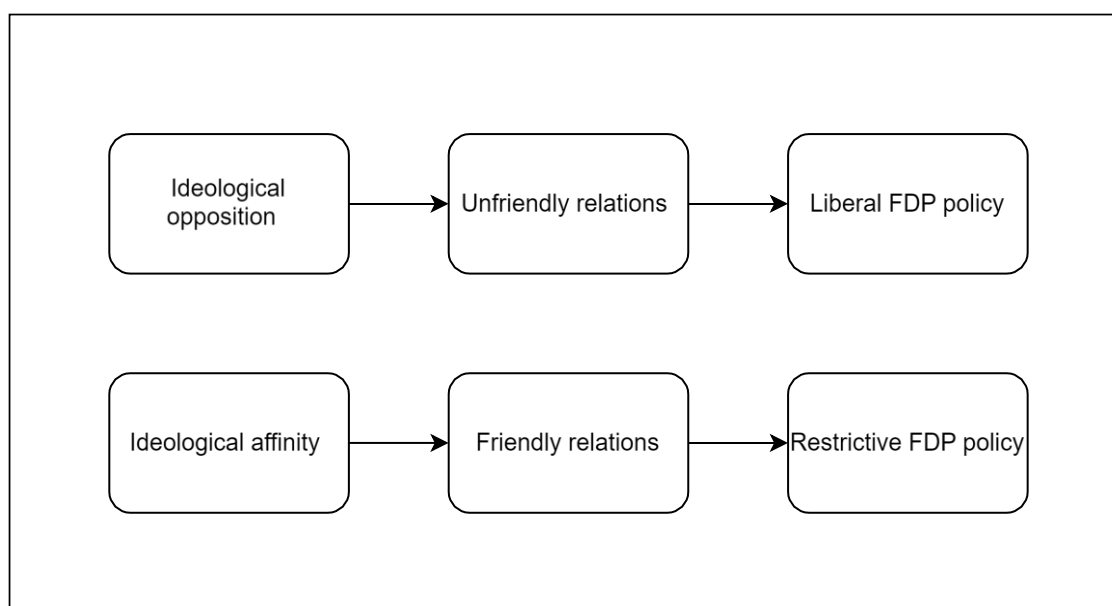 Ideological
opposition
Unfriendly relations
Liberal FDP policy
Ideological affinity
Friendly relations
Restrictive FDP policy